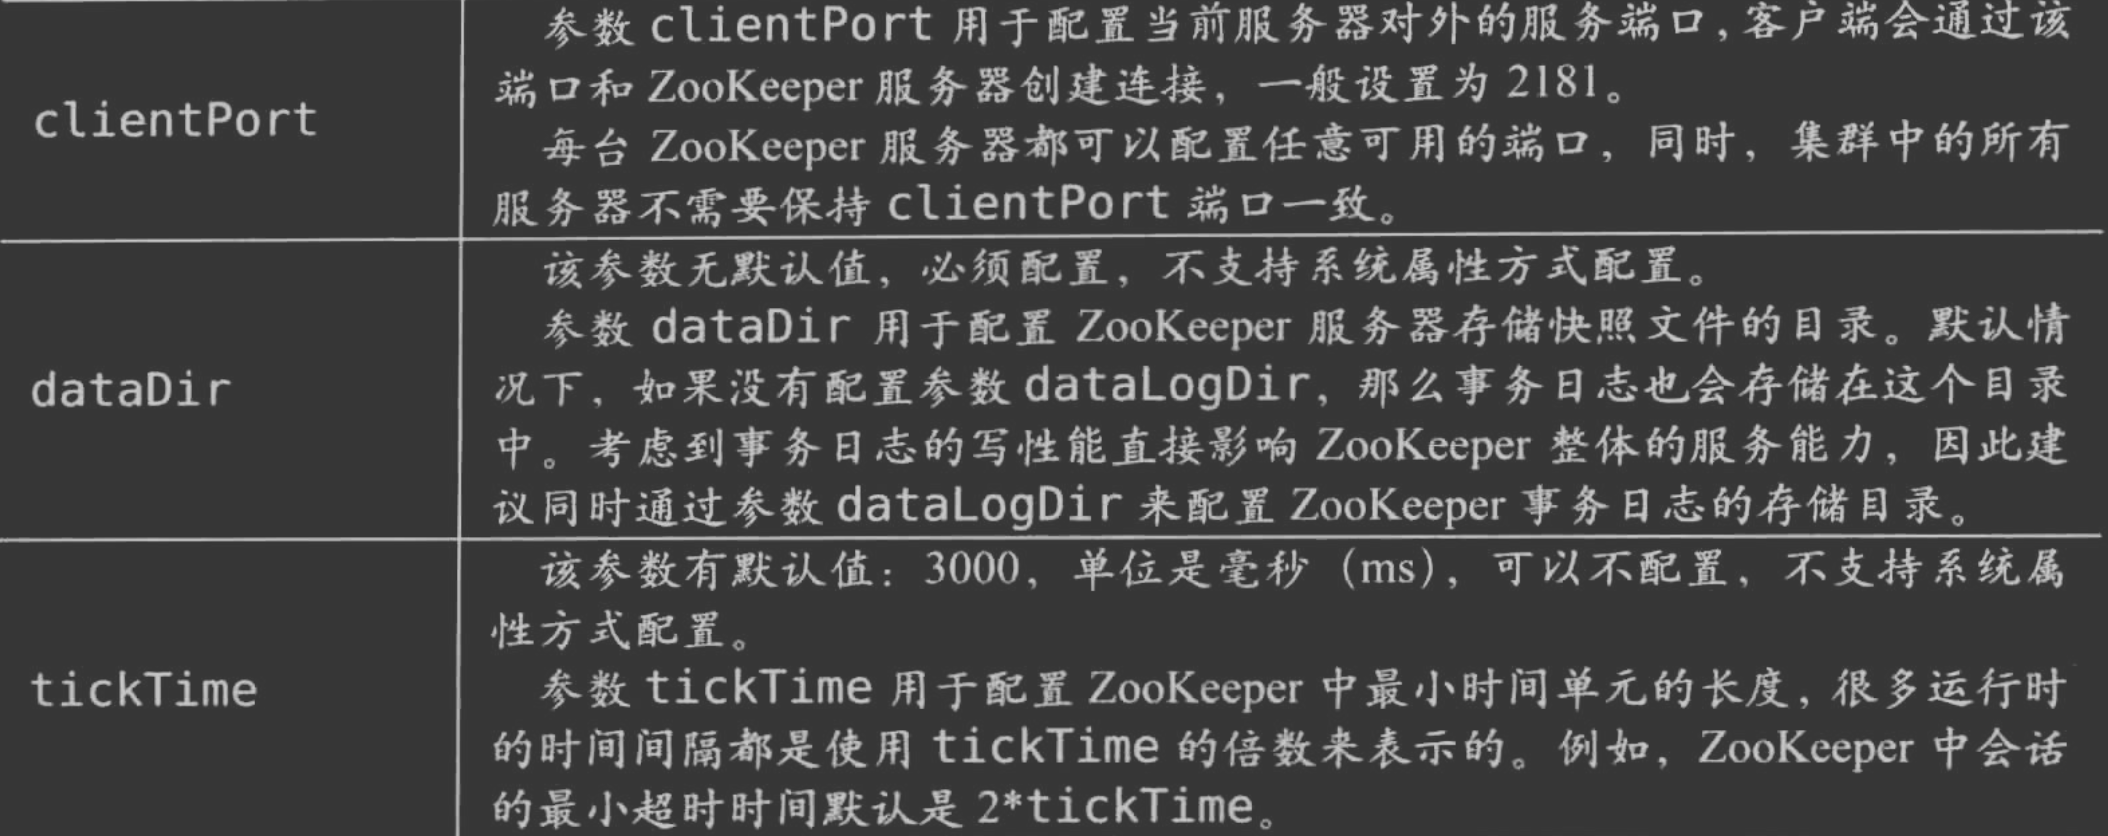 clientPort
参数 clientPort 用于配置当前服务器对外的服务端口,客户端会通过该
端口和 ZooKeeper 服务器创建连接，一般设置为 2181。
每台 ZooKeeper 服务器都可以配置任意可用的端口，同时，集群中的所有
服务器不需要保持 clientPort 端口一致。
dataDir
该参数无默认值，必须配置，不支持系统属性方式配置。
参数 dataDir 用于配置 ZooKeeper 服务器存储快照文件的目录。默认情
况下，如果没有配置参数 dataLogDir，那么事务日志也会存储在这个目录
中。考虑到事务日志的写性能直接影响 ZooKeeper 整体的服务能力，因此建
议同时通过参数 dataLogDir 来配置 ZooKeeper 事务日志的存储目录。
tickTime
该参数有默认值：3000，单位是毫秒（ms），可以不配置，不支持系统属
性方式配置。
参数 tickTime 用于配置 ZooKeeper 中最小时间单元的长度,很多运行时
的时间间隔都是使用 tickTime 的倍数来表示的。例如，ZooKeeper 中会话
的最小超时时间默认是 2*tickTime。